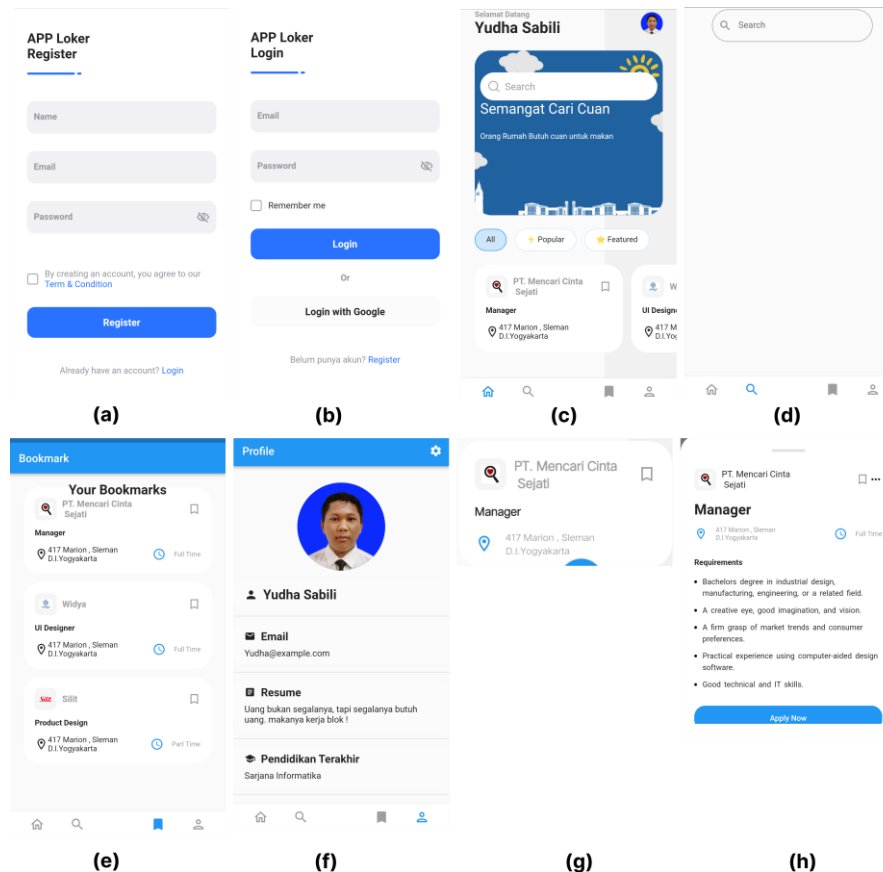 APP Loker
Register
Name
Email
Password
By creating an account, you agree to our
Term & Condition
Register
Already have an account? Login
(a)
APP Loker
Login
Email
Password
Remember me
Login
Or
Login with Google
Belum punya akun? Register
(b)
Selamat Datang
Yudha Sabili
Search
Semangat Cari Cuan
Orang Rumah Butuh cuan untuk makan
All
Popular
Featured
PT. Mencari Cinta
Sejati
Manager
417 Marion , Sleman
D.I.Yogyakarta
W
UI Design
417 M
D.I.Yog
(c)
Search
(d)
Bookmark
Your Bookmarks
PT. Mencari Cinta
Sejati
Manager
417 Marion , Sleman
D.I.Yogyakarta
Full Time
Widya
UI Designer
417 Marion , Sleman
D.I.Yogyakarta
Full Time
Silit
Product Design
417 Marion , Sleman
D.I.Yogyakarta
Part Time
(e)
Profile
Yudha Sabili
Email
Yudha@example.com
Resume
Uang bukan segalanya, tapi segalanya butuh
uang. makanya kerja blok !
Pendidikan Terakhir
Sarjana Informatika
(f)
PT. Mencari Cinta
Sejati
Manager
417 Marion , Sleman
D.I.Yogyakarta
(g)
PT. Mencari Cinta
Sejati
Manager
417 Marion , Sleman
D.I.Yogyakarta
Full Time
Requirements
Bachelors degree in industrial design,
manufacturing, engineering, or a related field.
A creative eye, good imagination, and vision.
A firm grasp of market trends and consumer
preferences.
Practical experience using computer-aided design
software.
Good technical and IT skills.
Apply Now
(h)